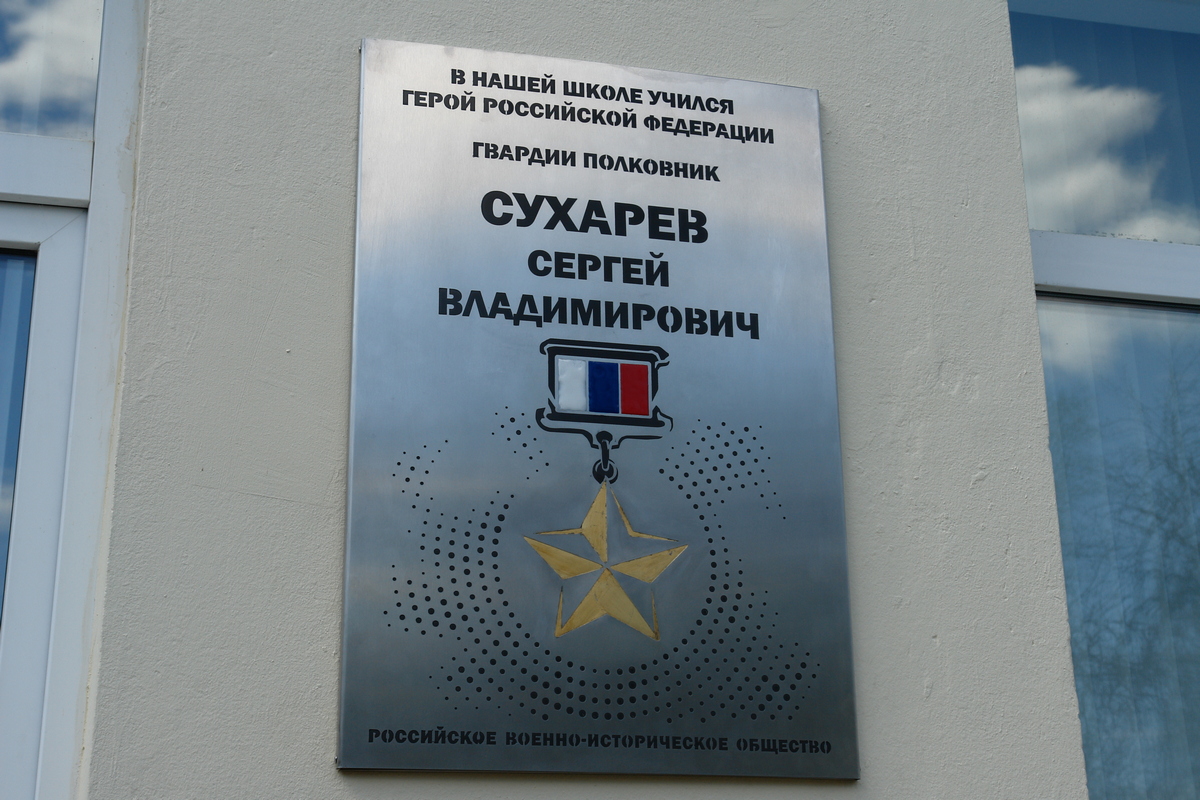 В НАШЕЙ ШКОЛЕ УЧИЛСЯ
ГЕРОЙ РОССИЙСКОЙ ФЕДЕРАЦИИ
ГВАРДИИ ПОЛКОВНИК
СУХАРЕВ
СЕРГЕЙ
ВЛАДИМИРОВИЧ
РОССИЙСКОЕ ВОЕННО-ИСТОРИЧЕСКОЕ ОБЩЕСТВО